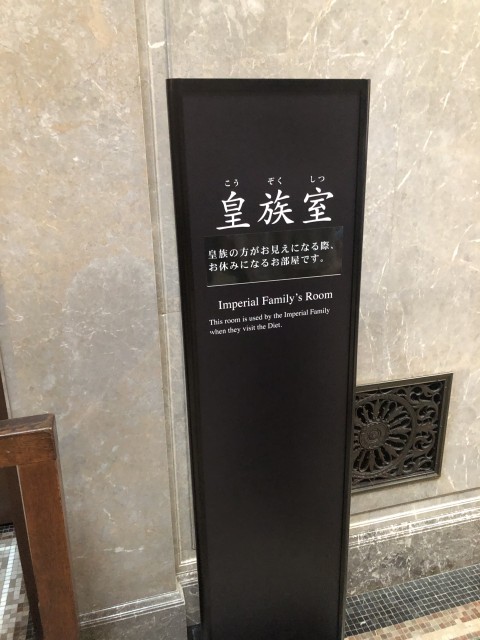 こう ぞく しつ
皇族室
皇族の方がお見えになる際、
お休みになるお部屋です。
Imperial Family's Room
This room is used by the Imperial Family
when they visit the Diet.